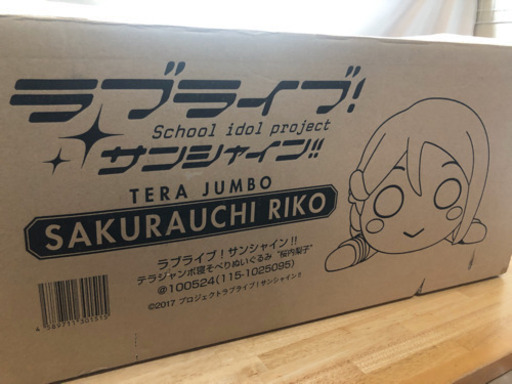 ラブライブ!
School idol project
サンシャイン!!
TERA JUMBO
SAKURAUCHI RIKO
ラブライブ!サンシャイン!!
テラジャンボ寝そべりぬいぐるみ "桜内梨子"
@100524(115-1025095)
©2017 プロジェクトラブライブ!サンシャイン!!
4 589711 301515